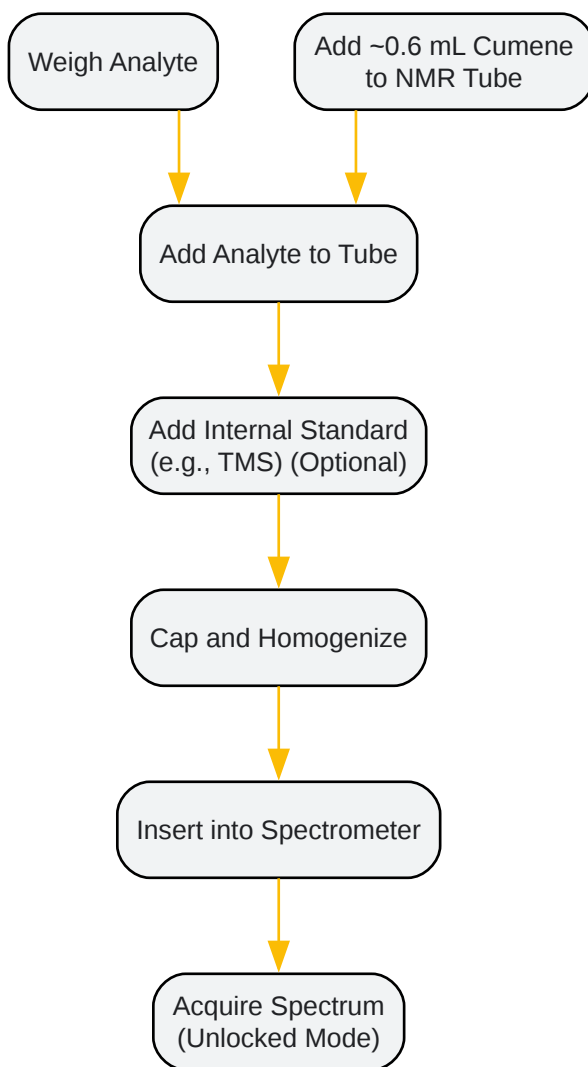 Weigh Analyte
Add ~0.6 mL Cumene
to NMR Tube
Add Analyte to Tube
Add Internal Standard
(e.g., TMS) (Optional)
Cap and Homogenize
Insert into Spectrometer
Acquire Spectrum
(Unlocked Mode)